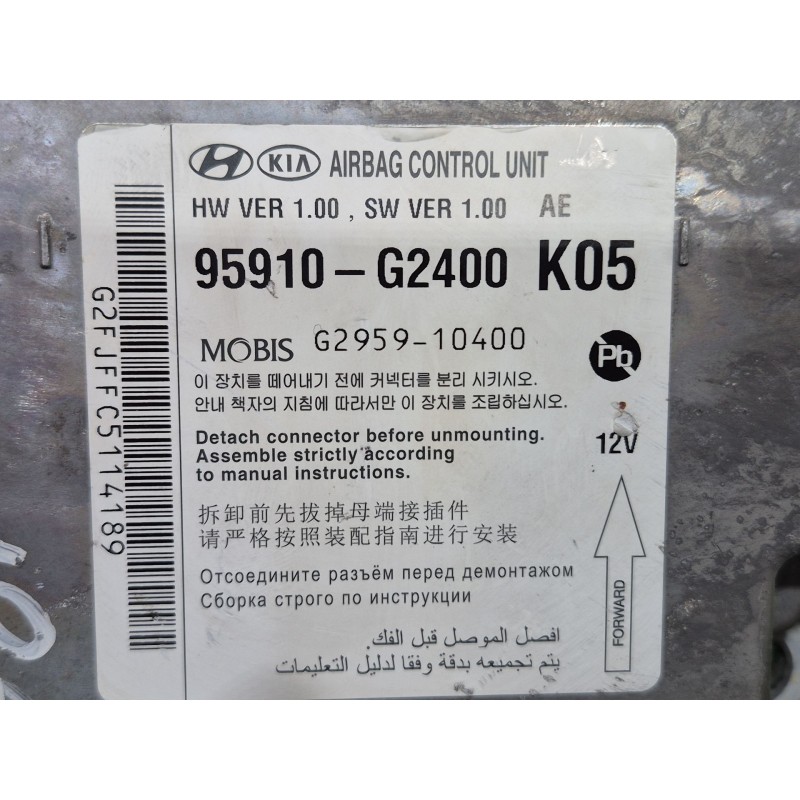 KIA AIRBAG CONTROL UNIT
HW VER 1.00 , SW VER 1.00 AE
95910-G2400 K05
MOBIS G2959-10400
Pb
이 장치를 떼어내기 전에 커넥터를 분리 시키시오.
안내 책자의 지침에 따라서만 이 장치를 조립하십시오.
Detach connector before unmounting.
Assemble strictly according
to manual instructions.
12V
拆卸前先拔掉母端接插件
请严格按照装配指南进行安装
Отсоедините разъём перед демонтажом
Сборка строго по инструкции
افصل الموصل قبل الفك.
يتم تجميعه بدقة وفقا لدليل التعليمات
FORWARD
G2FJFFC5114189